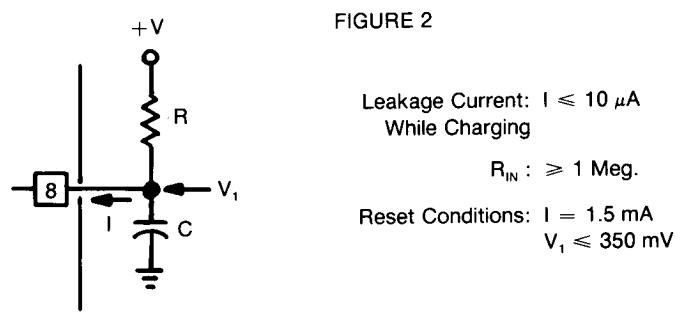 FIGURE 2
+V
R
8
V₁
I
C
Leakage Current: I ≤ 10 μA
While Charging
R_IN : ≥ 1 Meg.
Reset Conditions: I = 1.5 mA
V₁ ≤ 350 mV